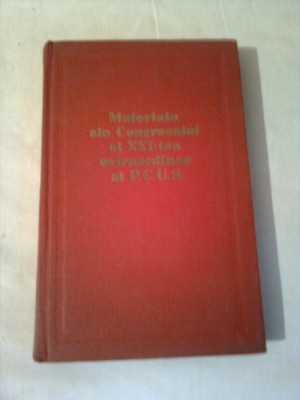 Materiale
ale Congresului
al XXI-lea
extraordinar
al P.C.U.S.